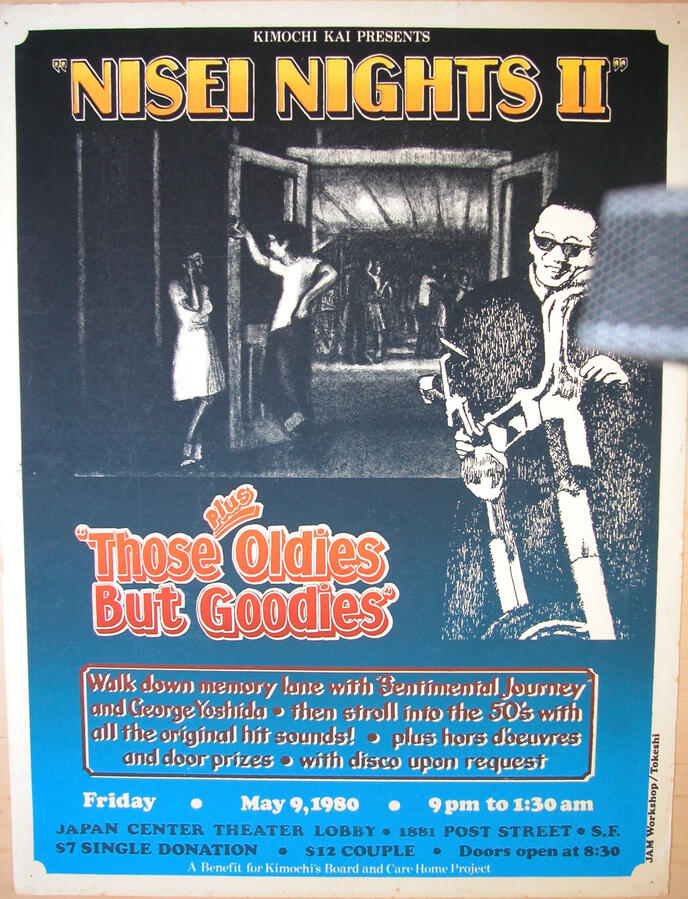 KIMOCHI KAI PRESENTS
"NISEI NIGHTS II"
Plus
"Those Oldies
But Goodies"
Walk down memory lane with "Sentimental Journey"
and George Yoshida • then stroll into the 50's with
all the original hit sounds! • plus hors d'oeuvres
and door prizes • with disco upon request
Friday • May 9, 1980 • 9 pm to 1:30 am
JAPAN CENTER THEATER LOBBY • 1881 POST STREET • S.F.
$7 SINGLE DONATION • $12 COUPLE • Doors open at 8:30
A Benefit for Kimochi's Board and Care Home Project
JAM Workshop/Tokeshi